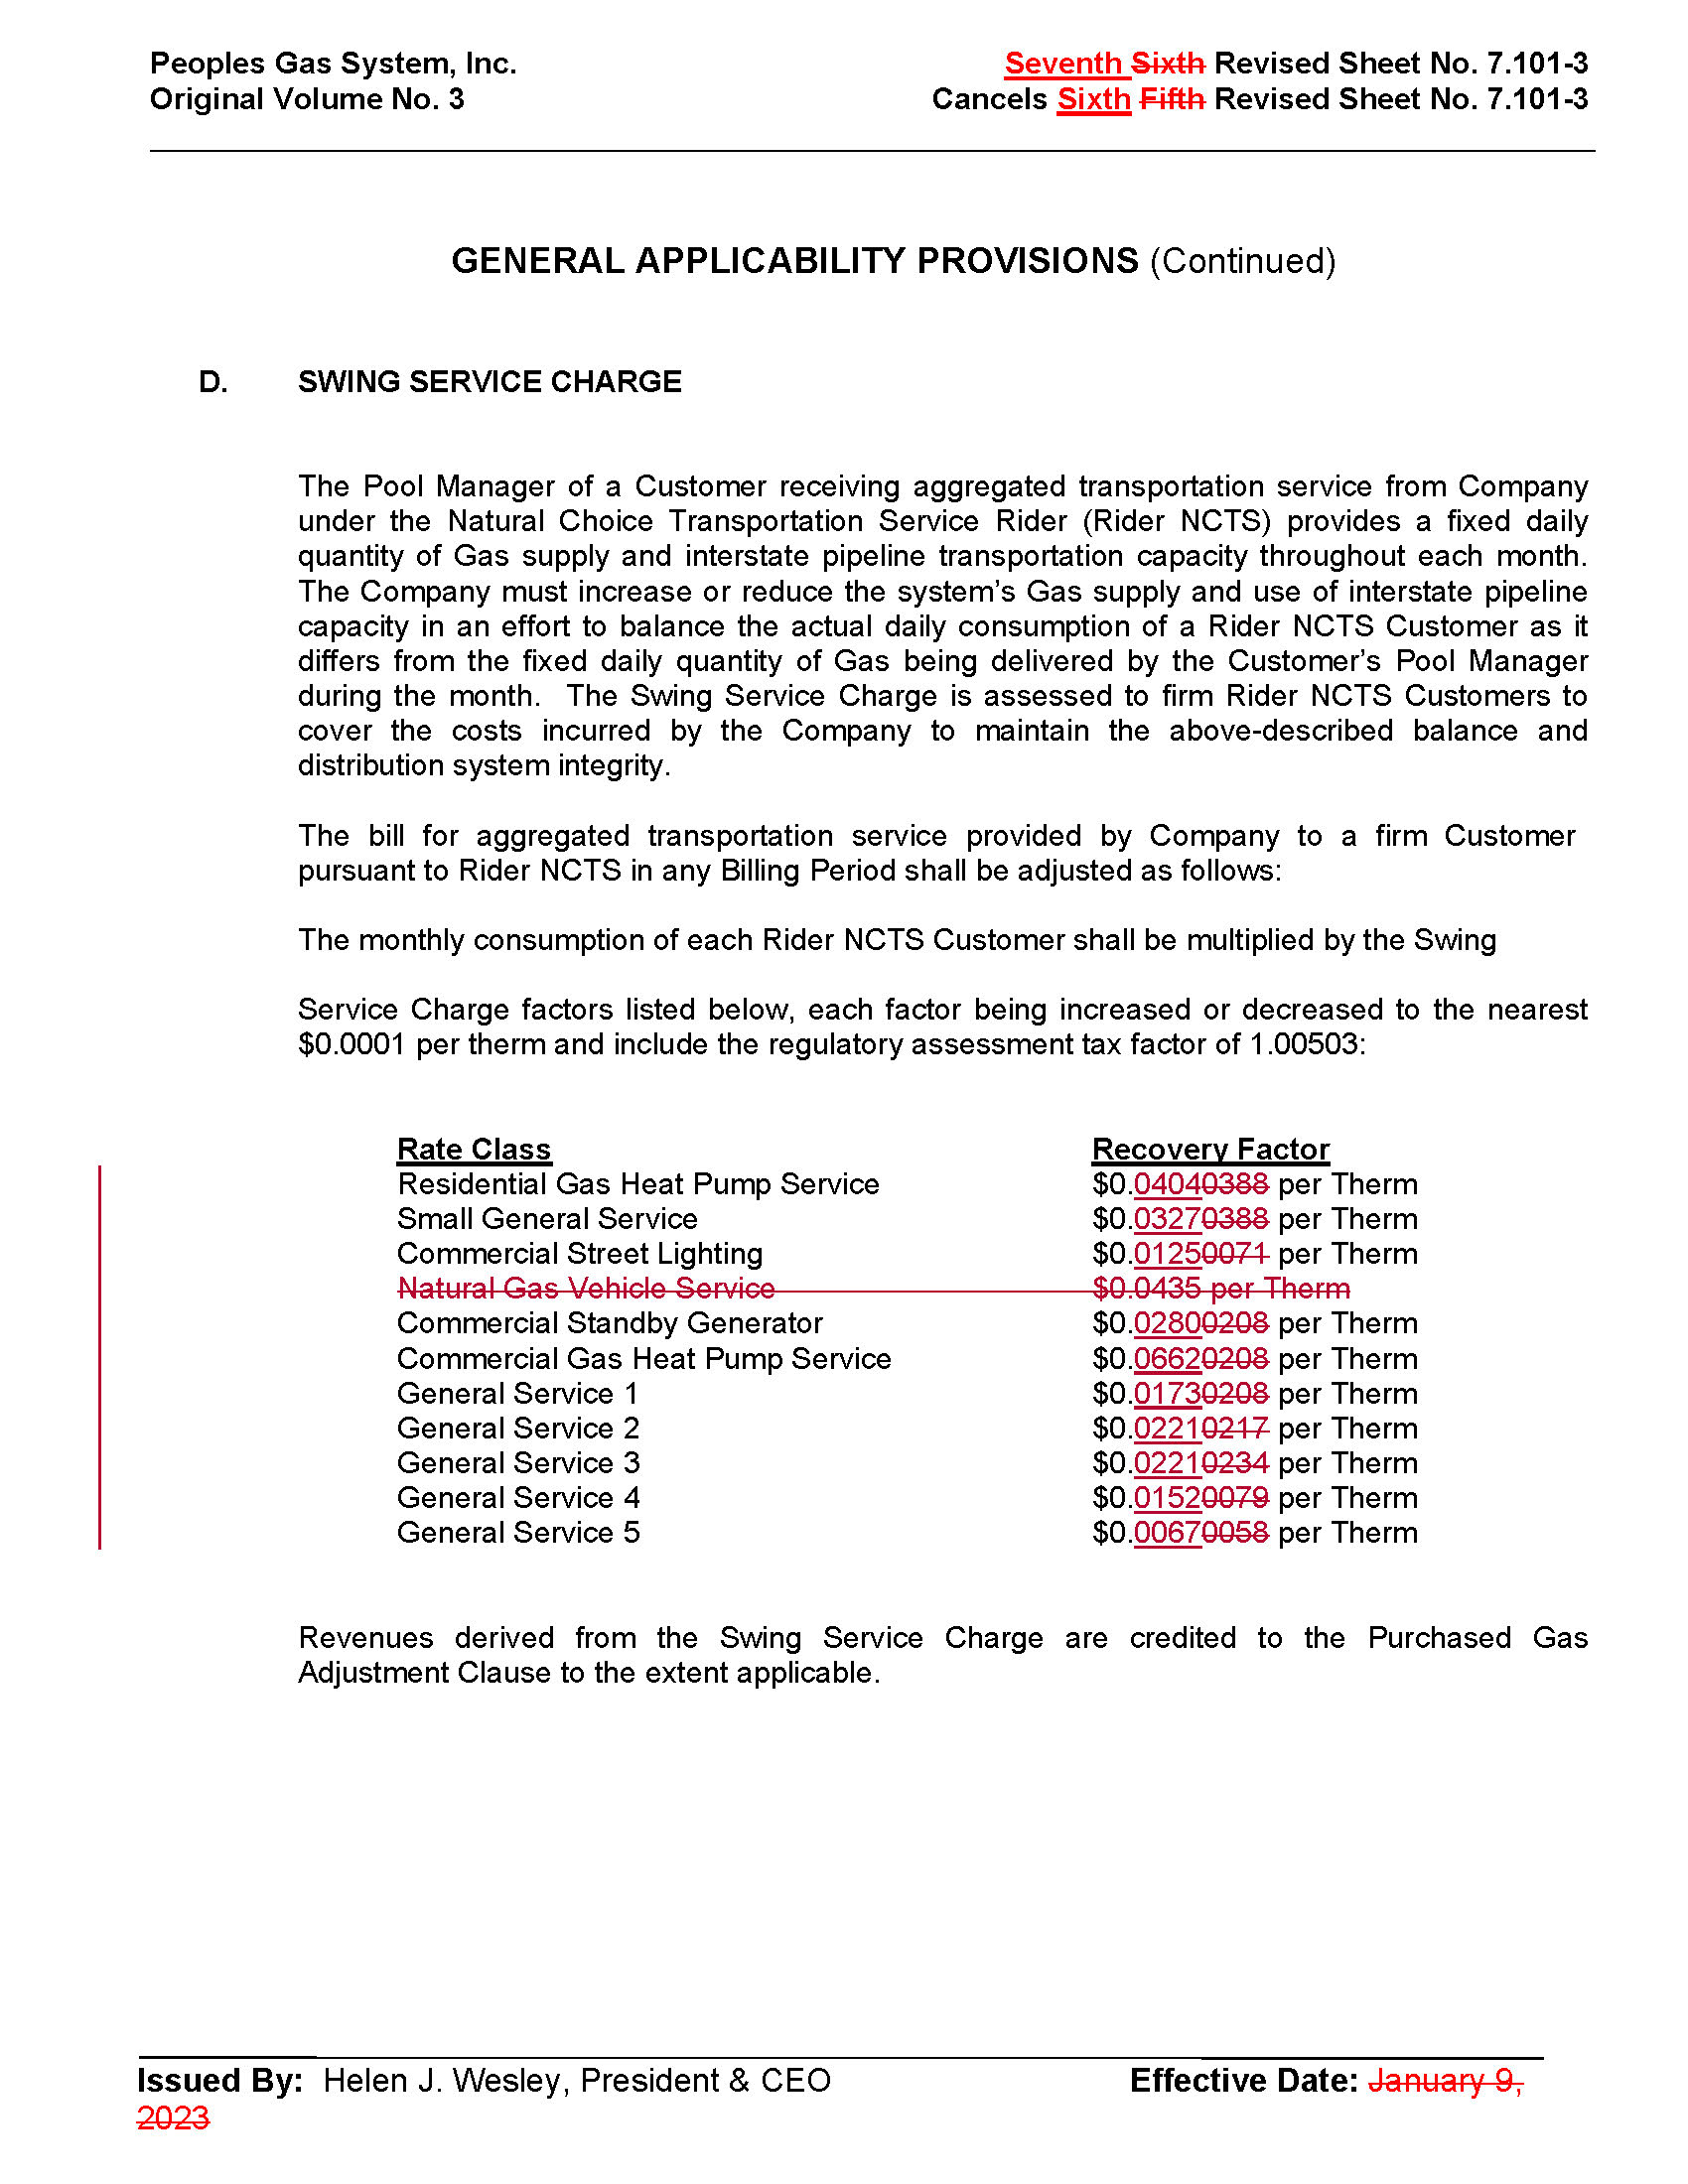 Peoples Gas System, Inc.
Original Volume No. 3
Seventh Sixth Revised Sheet No. 7.101-3
Cancels Sixth Fifth Revised Sheet No. 7.101-3
GENERAL APPLICABILITY PROVISIONS (Continued)
D. SWING SERVICE CHARGE
The Pool Manager of a Customer receiving aggregated transportation service from Company
under the Natural Choice Transportation Service Rider (Rider NCTS) provides a fixed daily
quantity of Gas supply and interstate pipeline transportation capacity throughout each month.
The Company must increase or reduce the system’s Gas supply and use of interstate pipeline
capacity in an effort to balance the actual daily consumption of a Rider NCTS Customer as it
differs from the fixed daily quantity of Gas being delivered by the Customer’s Pool Manager
during the month. The Swing Service Charge is assessed to firm Rider NCTS Customers to
cover the costs incurred by the Company to maintain the above-described balance and
distribution system integrity.
The bill for aggregated transportation service provided by Company to a firm Customer
pursuant to Rider NCTS in any Billing Period shall be adjusted as follows:
The monthly consumption of each Rider NCTS Customer shall be multiplied by the Swing
Service Charge factors listed below, each factor being increased or decreased to the nearest
$0.0001 per therm and include the regulatory assessment tax factor of 1.00503:
Rate Class Recovery Factor
Residential Gas Heat Pump Service $0.04040388 per Therm
Small General Service $0.03270388 per Therm
Commercial Street Lighting $0.01250071 per Therm
Natural Gas Vehicle Service $0.0435 per Therm
Commercial Standby Generator $0.02800208 per Therm
Commercial Gas Heat Pump Service $0.06620208 per Therm
General Service 1 $0.01730208 per Therm
General Service 2 $0.02210217 per Therm
General Service 3 $0.02210234 per Therm
General Service 4 $0.01520079 per Therm
General Service 5 $0.00670058 per Therm
Revenues derived from the Swing Service Charge are credited to the Purchased Gas
Adjustment Clause to the extent applicable.
Issued By: Helen J. Wesley, President & CEO Effective Date: January 9,
2023